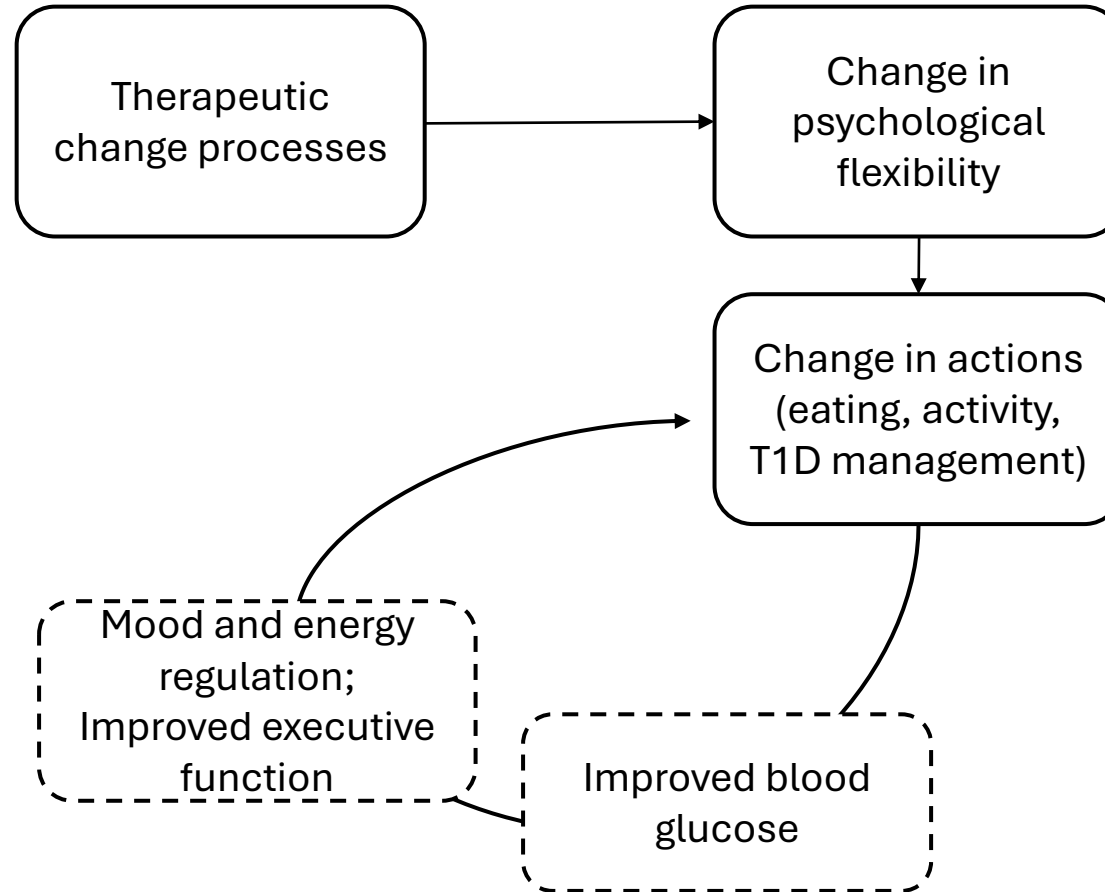 Therapeutic
change processes
Change in
psychological
flexibility
Change in actions
(eating, activity,
T1D management)
Mood and energy
regulation;
Improved executive
function
Improved blood
glucose